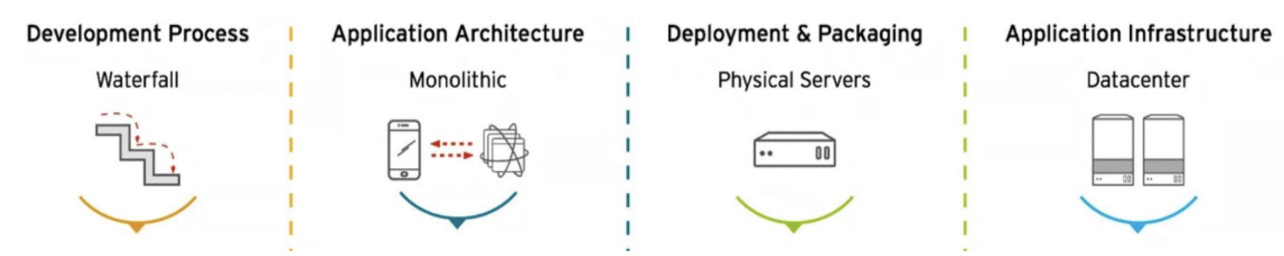 Development Process
Waterfall
Application Architecture
Monolithic
Deployment & Packaging
Physical Servers
Application Infrastructure
Datacenter